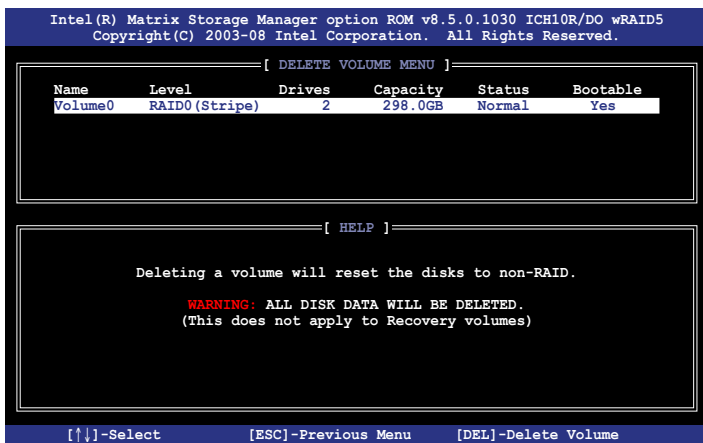 Intel(R) Matrix Storage Manager option ROM v8.5.0.1030 ICH10R/DO wRAID5
Copyright(C) 2003-08 Intel Corporation. All Rights Reserved.
[ DELETE VOLUME MENU ]
Name Level Drives Capacity Status Bootable
Volume0 RAID0(Stripe) 2 298.0GB Normal Yes
[ HELP ]
Deleting a volume will reset the disks to non-RAID.
WARNING: ALL DISK DATA WILL BE DELETED.
(This does not apply to Recovery volumes)
[↑↓]-Select [ESC]-Previous Menu [DEL]-Delete Volume